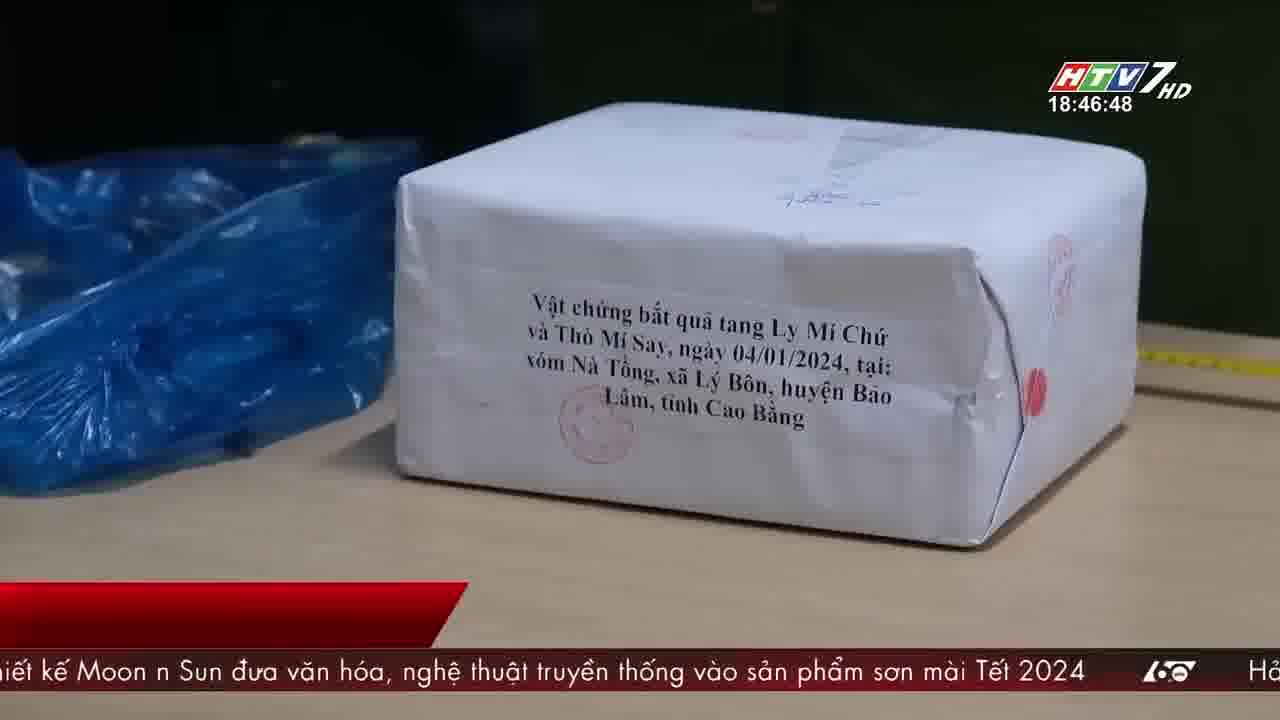 HTV7 HD
18:46:48
Vật chứng bắt quả tang Ly Mí Chứ
và Thò Mí Say, ngày 04/01/2024, tại:
xóm Nà Tồng, xã Lý Bôn, huyện Bảo
Lâm, tỉnh Cao Bằng
hiết kế Moon n Sun đưa văn hóa, nghệ thuật truyền thống vào sản phẩm sơn mài Tết 2024